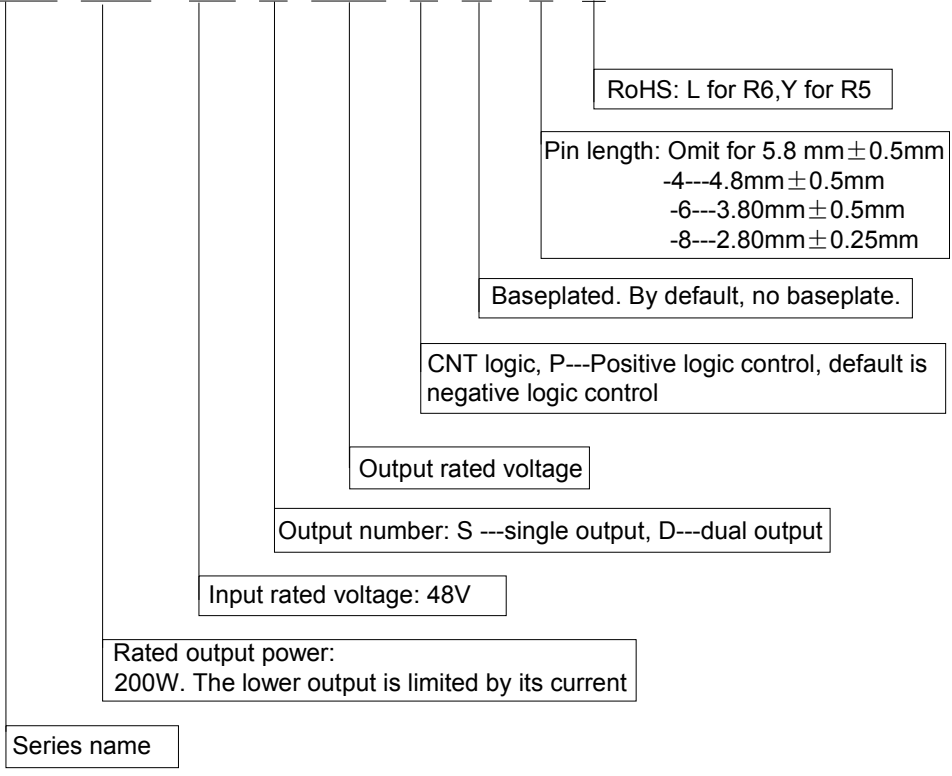 RoHS: L for R6,Y for R5
Pin length: Omit for 5.8 mm±0.5mm
-4---4.8mm±0.5mm
-6---3.80mm±0.5mm
-8---2.80mm±0.25mm
Baseplated. By default, no baseplate.
CNT logic, P---Positive logic control, default is
negative logic control
Output rated voltage
Output number: S ---single output, D---dual output
Input rated voltage: 48V
Rated output power:
200W. The lower output is limited by its current
Series name